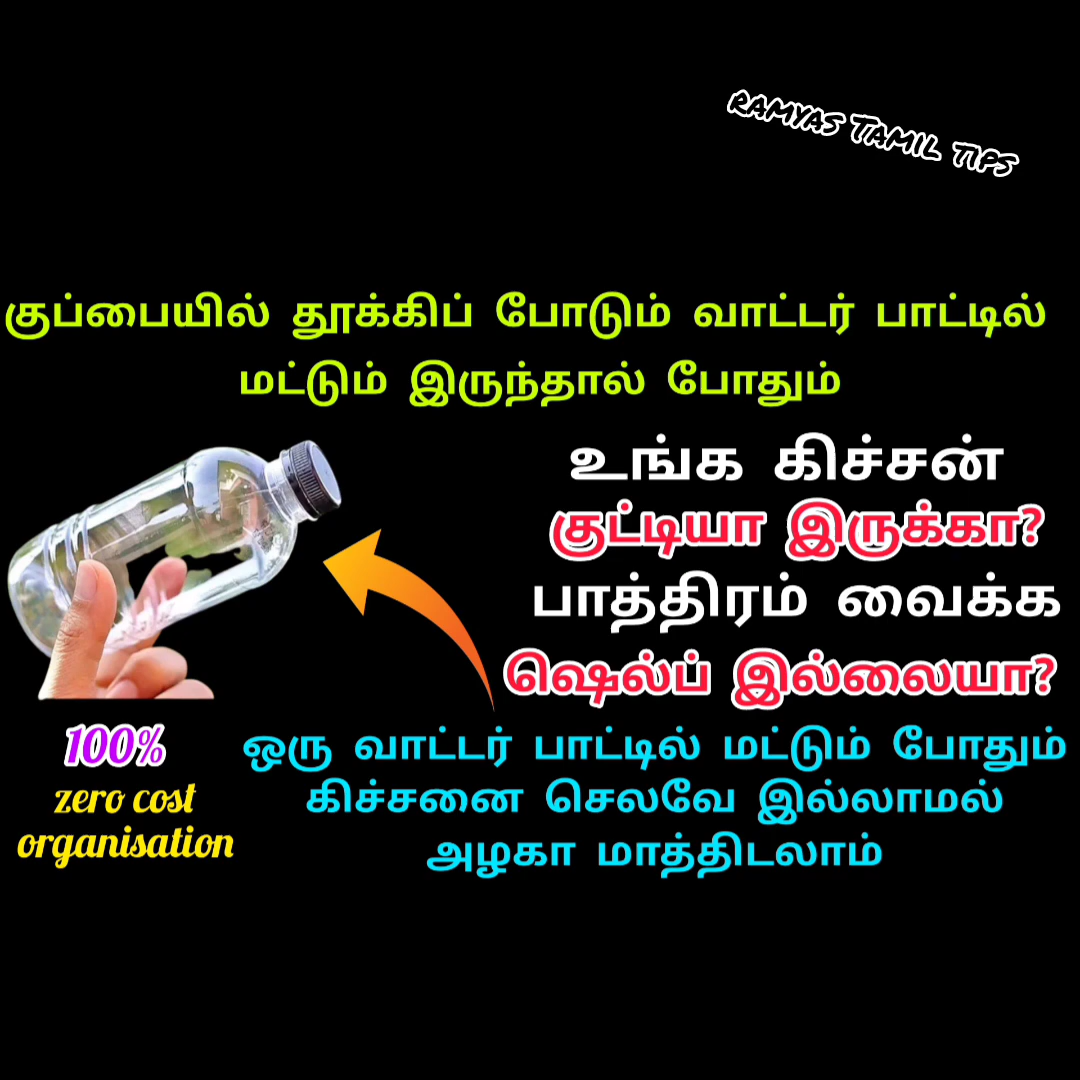 RAMYAS TAMIL TIPS
குப்பையில் தூக்கிப் போடும் வாட்டர் பாட்டில்
மட்டும் இருந்தால் போதும்
உங்க கிச்சன்
குட்டியா இருக்கா?
பாத்திரம் வைக்க
ஷெல்ப் இல்லையா?
100%
zero cost
organisation
ஒரு வாட்டர் பாட்டில் மட்டும் போதும்
கிச்சனை செலவே இல்லாமல்
அழகா மாத்திடலாம்